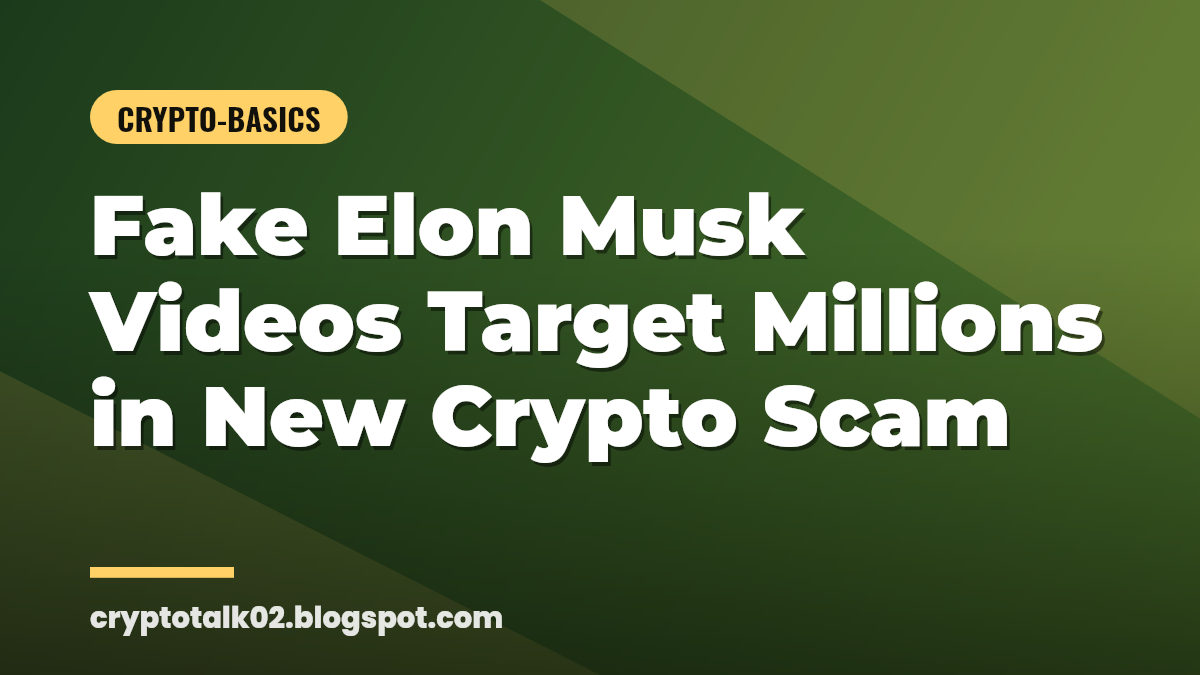 CRYPTO-BASICS
Fake Elon Musk
Videos Target Millions
in New Crypto Scam
cryptotalk02.blogspot.com